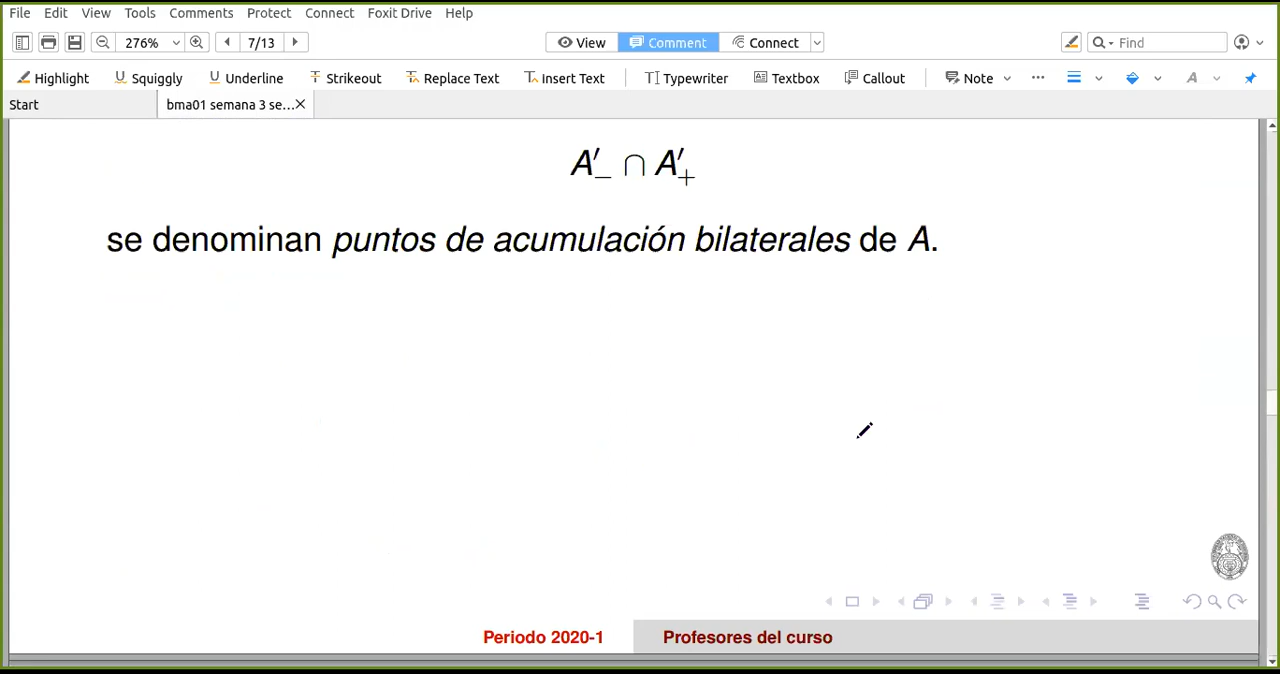 File Edit View Tools Comments Protect Connect Foxit Drive Help
276% 7/13 View Comment Connect Find
Highlight Squiggly Underline Strikeout Replace Text Insert Text Typewriter Textbox Callout Note ... A
Start bma01 semana 3 se...
A′₋ ∩ A′₊
se denominan puntos de acumulación bilaterales de A.
Periodo 2020-1 Profesores del curso